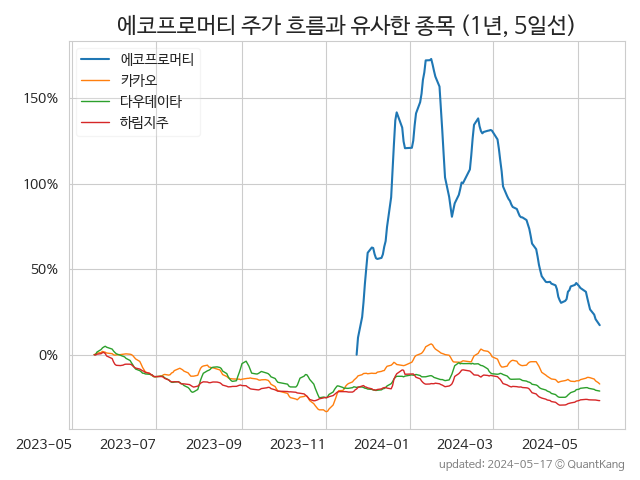 에코프로머티 주가 흐름과 유사한 종목 (1년, 5일선)
에코프로머티
카카오
다우데이타
하림지주
150%
100%
50%
0%
2023-05 2023-07 2023-09 2023-11 2024-01 2024-03 2024-05
updated: 2024-05-17 © QuantKang